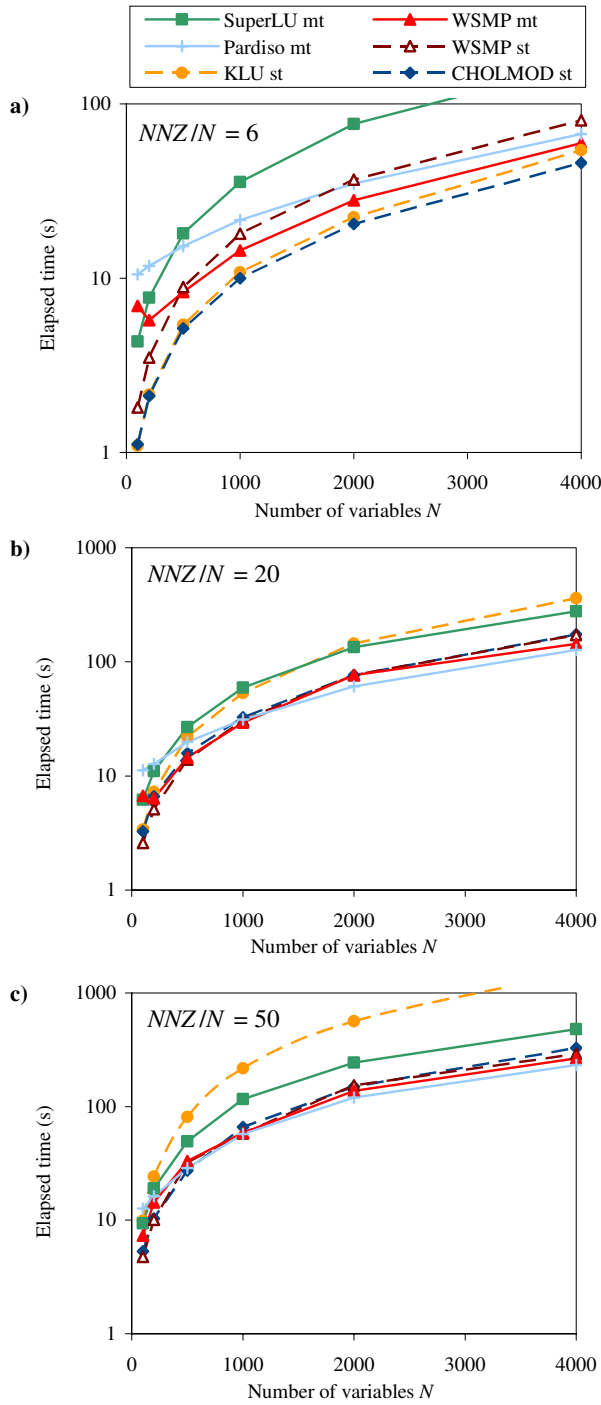 SuperLU mt WSMP mt
Pardiso mt WSMP st
KLU st CHOLMOD st
a)
NNZ/N = 6
Elapsed time (s)
100
10
1
0 1000 2000 3000 4000
Number of variables N
b)
NNZ/N = 20
Elapsed time (s)
1000
100
10
1
0 1000 2000 3000 4000
Number of variables N
c)
NNZ/N = 50
Elapsed time (s)
1000
100
10
1
0 1000 2000 3000 4000
Number of variables N